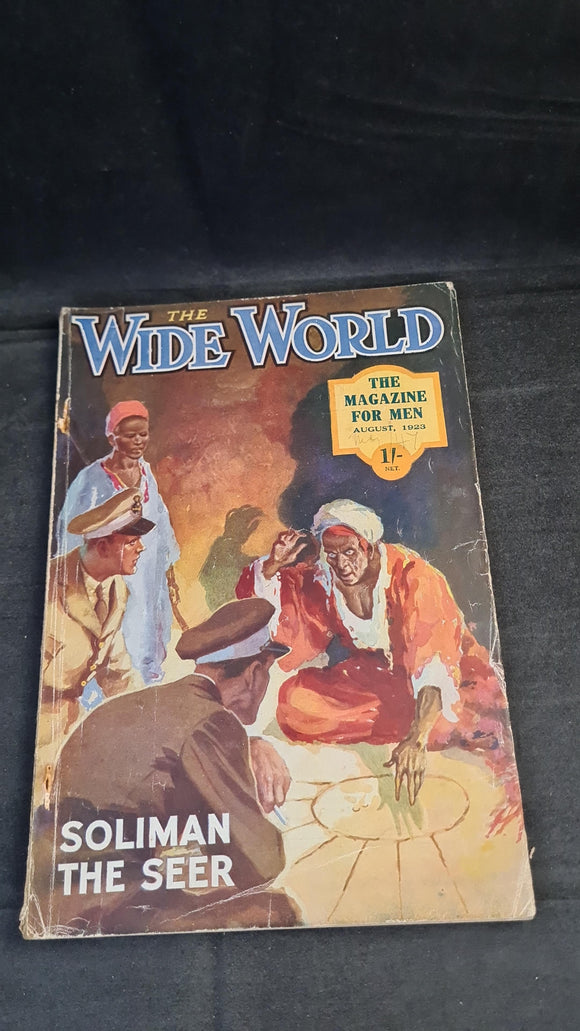 THE
WIDE WORLD
THE
MAGAZINE
FOR MEN
AUGUST, 1923
1/-
NET.
SOLIMAN
THE SEER